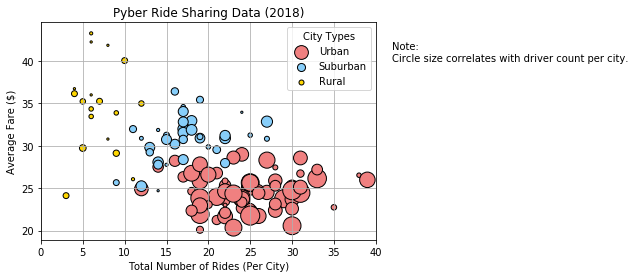 Pyber Ride Sharing Data (2018)
City Types
Urban
Suburban
Rural
Note:
Circle size correlates with driver count per city.
Average Fare ($)
40
35
30
25
20
0
5
10
15
20
25
30
35
40
Total Number of Rides (Per City)